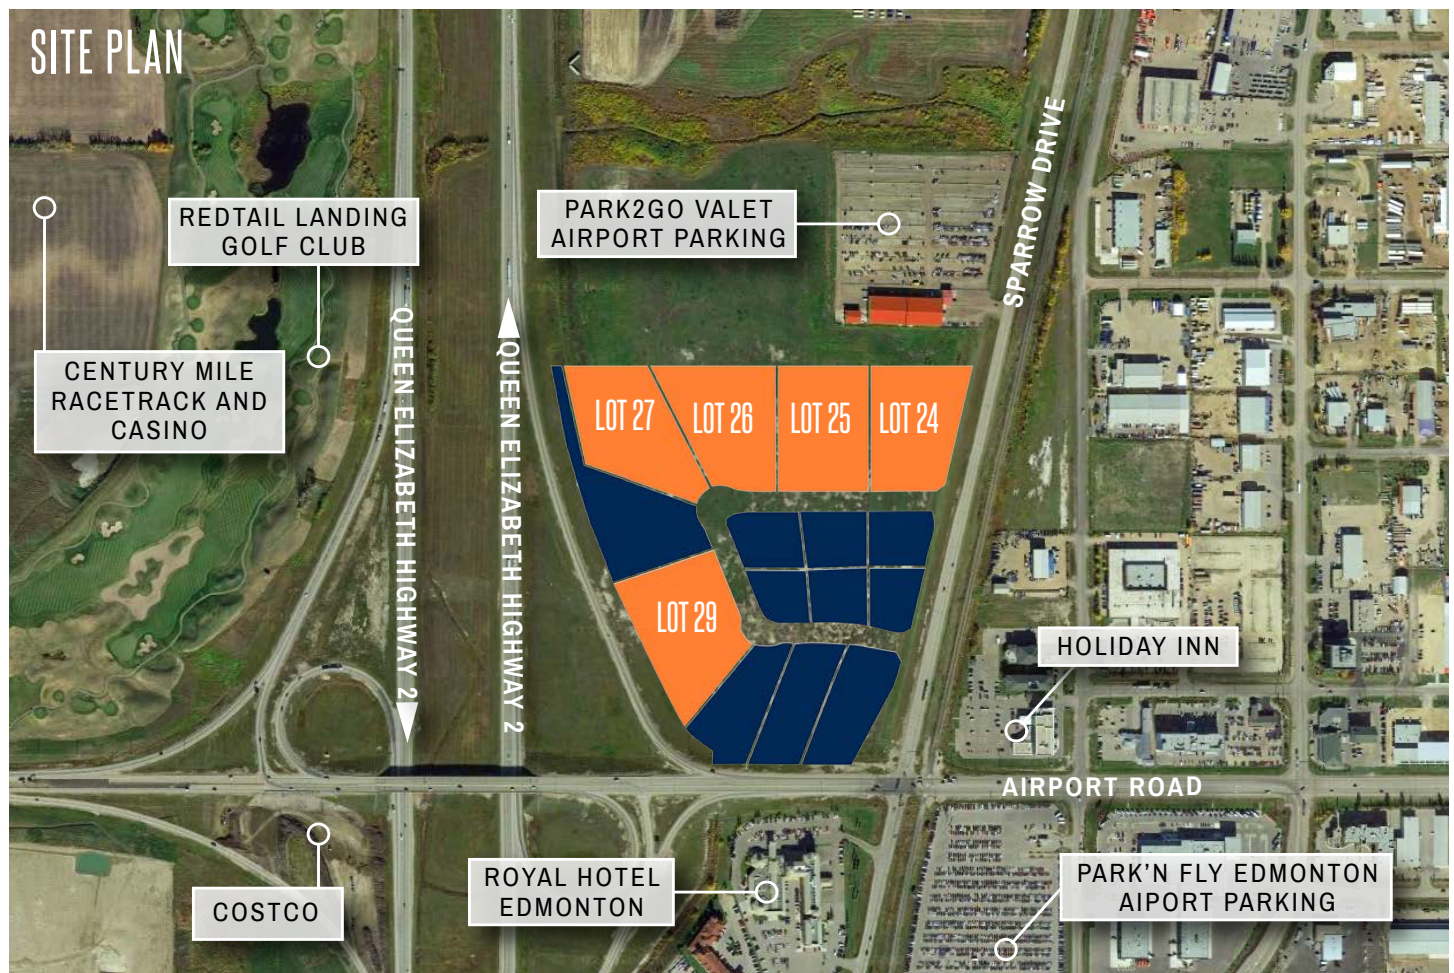 SITE PLAN
REDTAIL LANDING
GOLF CLUB
PARK2GO VALET
AIRPORT PARKING
SPARROW DRIVE
CENTURY MILE
RACETRACK AND
CASINO
QUEEN ELIZABETH HIGHWAY 2
QUEEN ELIZABETH HIGHWAY 2
LOT 27
LOT 26
LOT 25
LOT 24
LOT 29
HOLIDAY INN
AIRPORT ROAD
COSTCO
ROYAL HOTEL
EDMONTON
PARK'N FLY EDMONTON
AIPORT PARKING